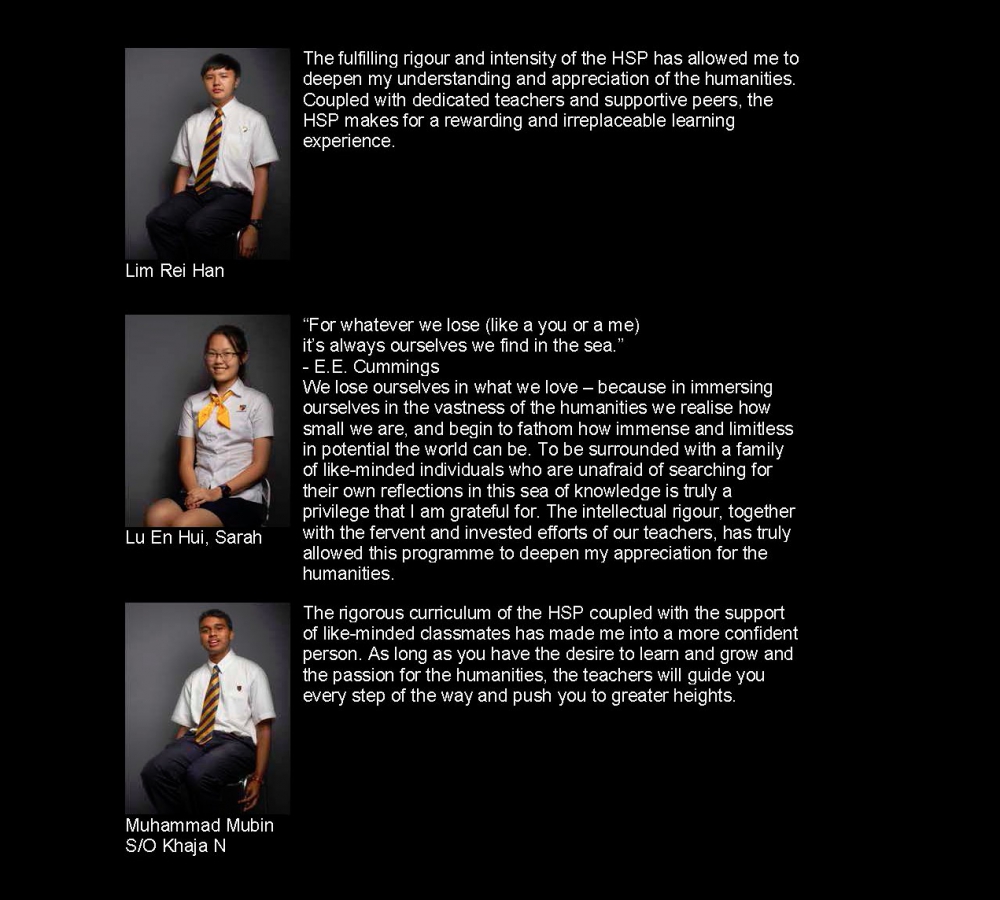 The fulfilling rigour and intensity of the HSP has allowed me to
deepen my understanding and appreciation of the humanities.
Coupled with dedicated teachers and supportive peers, the
HSP makes for a rewarding and irreplaceable learning
experience.
Lim Rei Han
“For whatever we lose (like a you or a me)
it’s always ourselves we find in the sea.”
- E.E. Cummings
We lose ourselves in what we love – because in immersing
ourselves in the vastness of the humanities we realise how
small we are, and begin to fathom how immense and limitless
in potential the world can be. To be surrounded with a family
of like-minded individuals who are unafraid of searching for
their own reflections in this sea of knowledge is truly a
privilege that I am grateful for. The intellectual rigour, together
with the fervent and invested efforts of our teachers, has truly
allowed this programme to deepen my appreciation for the
humanities.
Lu En Hui, Sarah
The rigorous curriculum of the HSP coupled with the support
of like-minded classmates has made me into a more confident
person. As long as you have the desire to learn and grow and
the passion for the humanities, the teachers will guide you
every step of the way and push you to greater heights.
Muhammad Mubin
S/O Khaja N